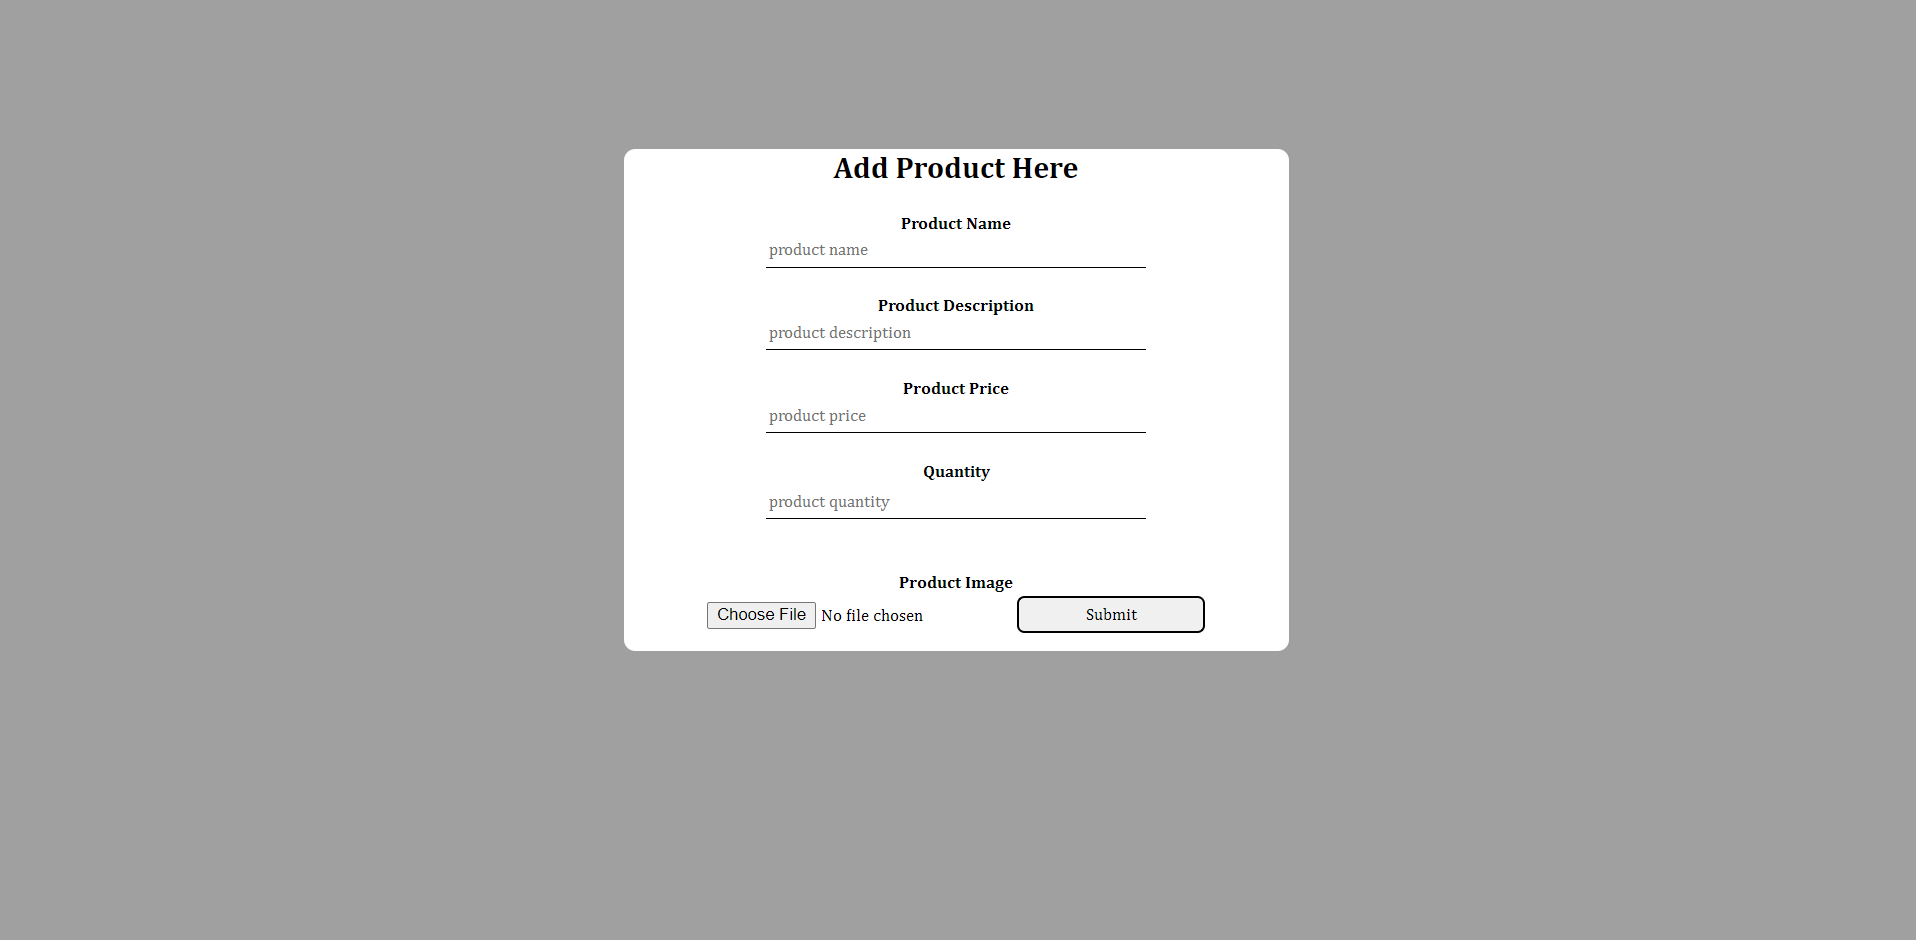 Add Product Here
Product Name
product name
Product Description
product description
Product Price
product price
Quantity
product quantity
Product Image
Choose File No file chosen Submit